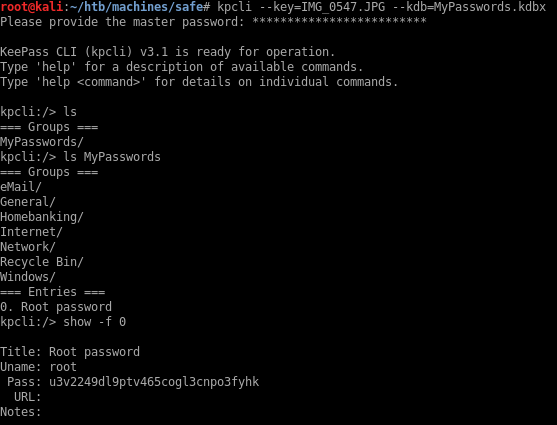 root@kali:~/htb/machines/safe# kpcli --key=IMG_0547.JPG --kdb=MyPasswords.kdbx
Please provide the master password: *************************

KeePass CLI (kpcli) v3.1 is ready for operation.
Type 'help' for a description of available commands.
Type 'help <command>' for details on individual commands.

kpcli:/> ls
=== Groups ===
MyPasswords/
kpcli:/> ls MyPasswords
=== Groups ===
eMail/
General/
Homebanking/
Internet/
Network/
Recycle Bin/
Windows/
=== Entries ===
0. Root password
kpcli:/> show -f 0

Title: Root password
Uname: root
 Pass: u3v2249dl9ptv465cogl3cnpo3fyhk
  URL:
Notes: